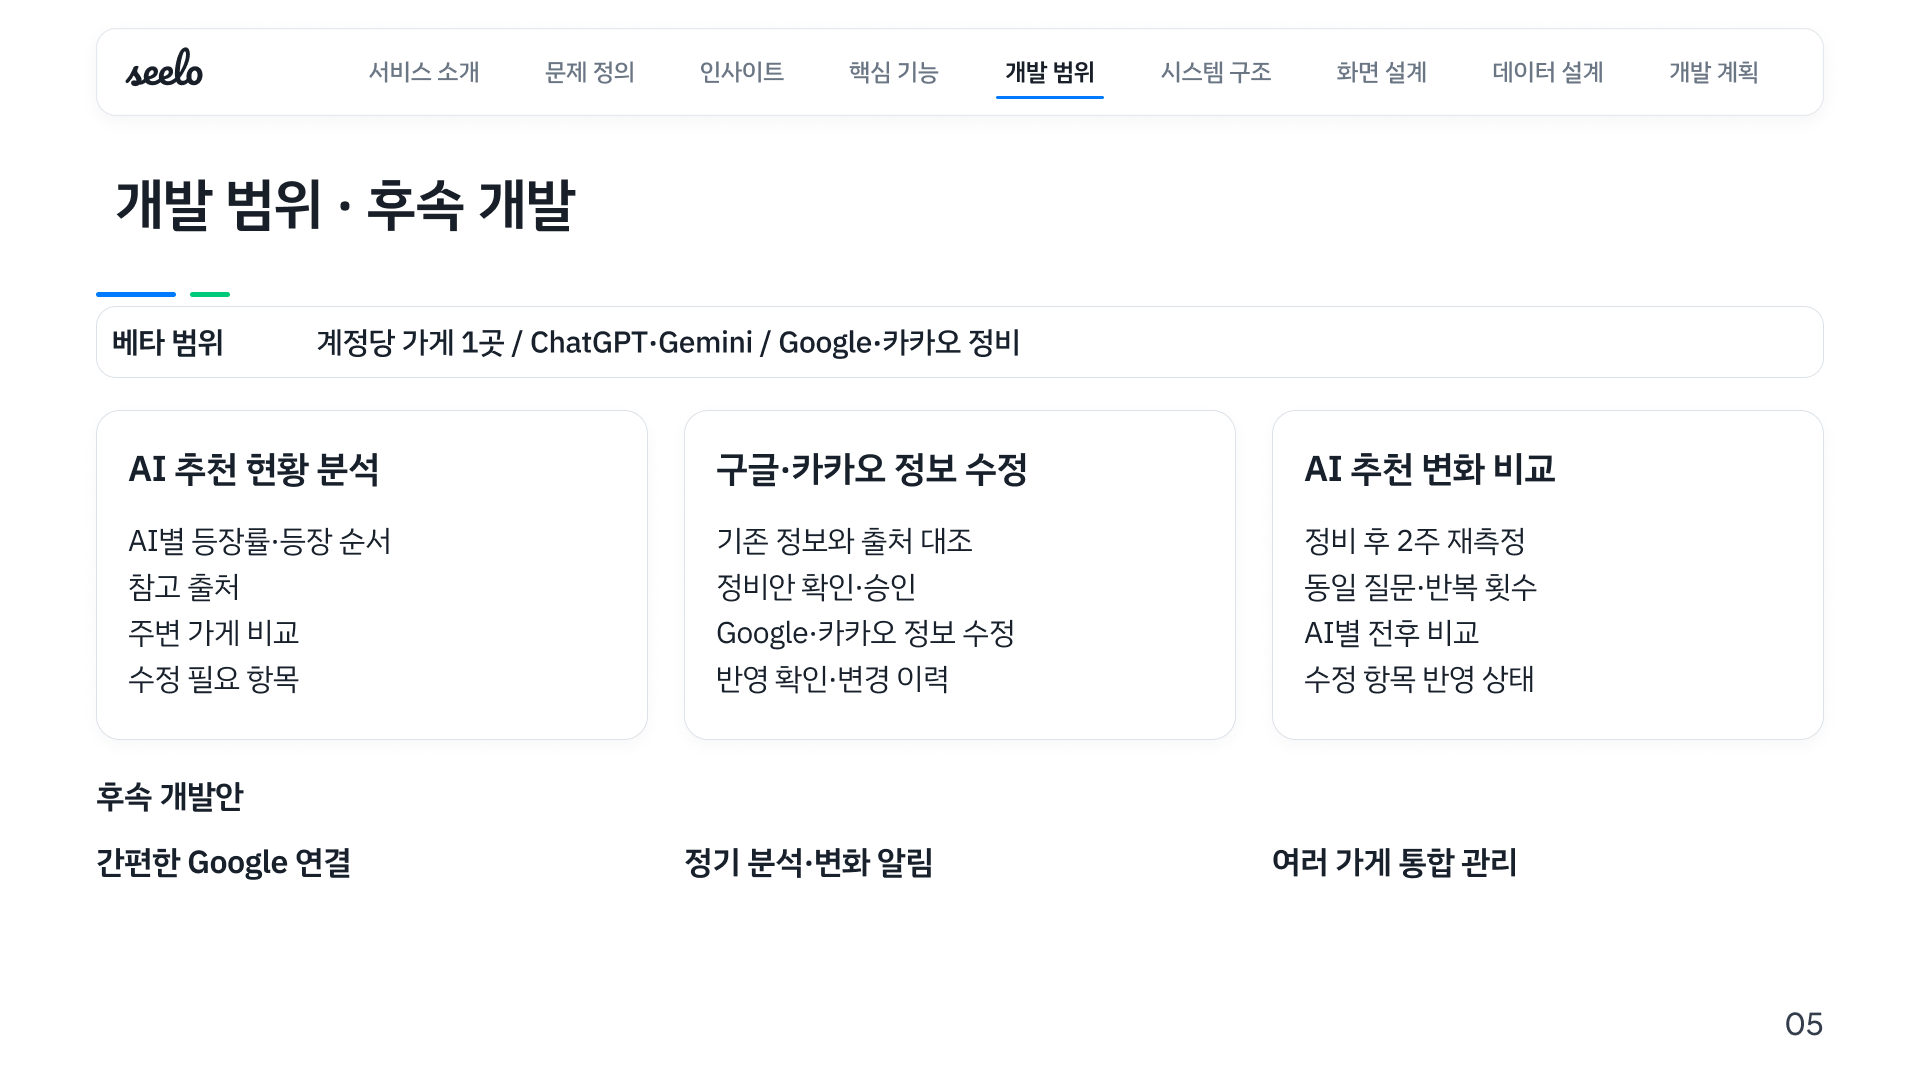 seelo
서비스 소개
문제 정의
인사이트
핵심 기능
개발 범위
시스템 구조
화면 설계
데이터 설계
개발 계획
개발 범위 · 후속 개발
베타 범위
계정당 가게 1곳 / ChatGPT·Gemini / Google·카카오 정비
AI 추천 현황 분석
AI별 등장률·등장 순서
참고 출처
주변 가게 비교
수정 필요 항목
구글·카카오 정보 수정
기존 정보와 출처 대조
정비안 확인·승인
Google·카카오 정보 수정
반영 확인·변경 이력
AI 추천 변화 비교
정비 후 2주 재측정
동일 질문·반복 횟수
AI별 전후 비교
수정 항목 반영 상태
후속 개발안
간편한 Google 연결
정기 분석·변화 알림
여러 가게 통합 관리
05